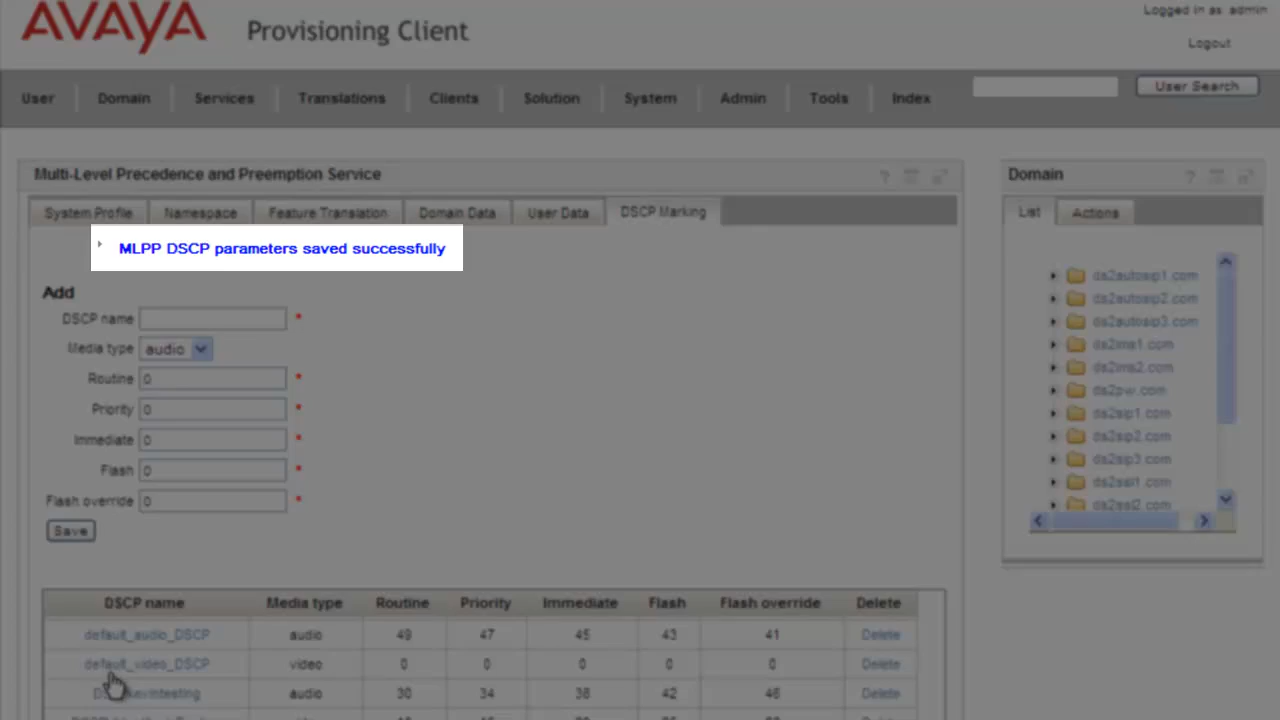 AVAYA Provisioning Client
Logged in as admin
Logout
User Domain Services Translations Clients Solution System Admin Tools Index User Search
Multi-Level Precedence and Preemption Service
System Profile Namespace Feature Translation Domain Data User Data DSCP Marking
MLPP DSCP parameters saved successfully
Add
DSCP name *
Media type audio
Routine 0 *
Priority 0 *
Immediate 0 *
Flash 0 *
Flash override 0 *
Save
DSCP name Media type Routine Priority Immediate Flash Flash override Delete
default_audio_DSCP audio 49 47 45 43 41 Delete
default_video_DSCP video 0 0 0 0 0 Delete
audio 30 34 38 42 46 Delete
Domain
List Actions
ds2autosip1.com
ds2autosip2.com
ds2autosip3.com
ds2ims1.com
ds2ims2.com
ds2pw.com
ds2sip1.com
ds2sip2.com
ds2sip3.com
ds2ssl1.com
ds2ssl2.com